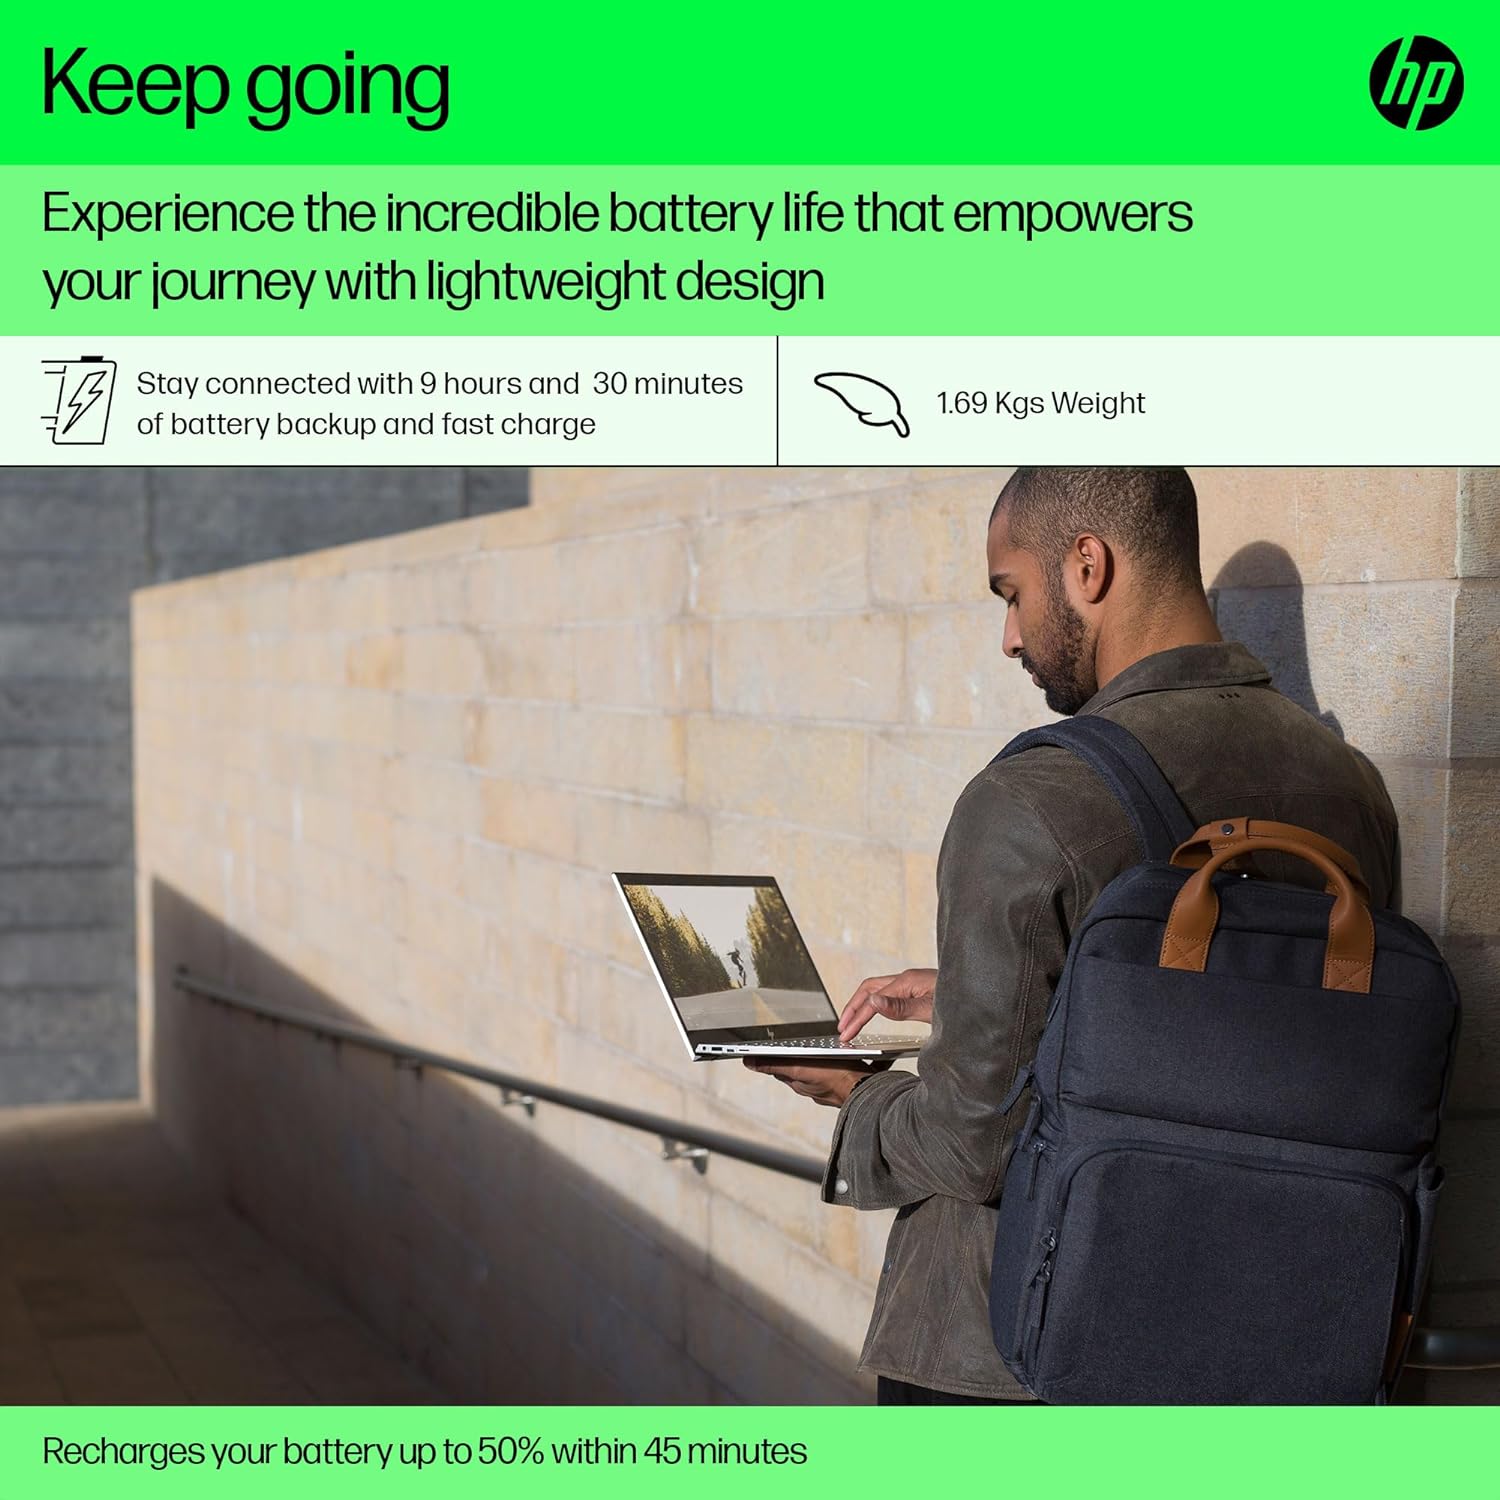 Keep going
hp
Experience the incredible battery life that empowers
your journey with lightweight design
Stay connected with 9 hours and 30 minutes
of battery backup and fast charge
1.69 Kgs Weight
Recharges your battery up to 50% within 45 minutes